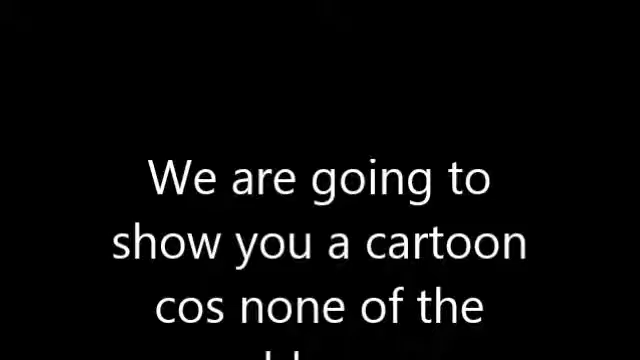 We are going to
show you a cartoon
cos none of the